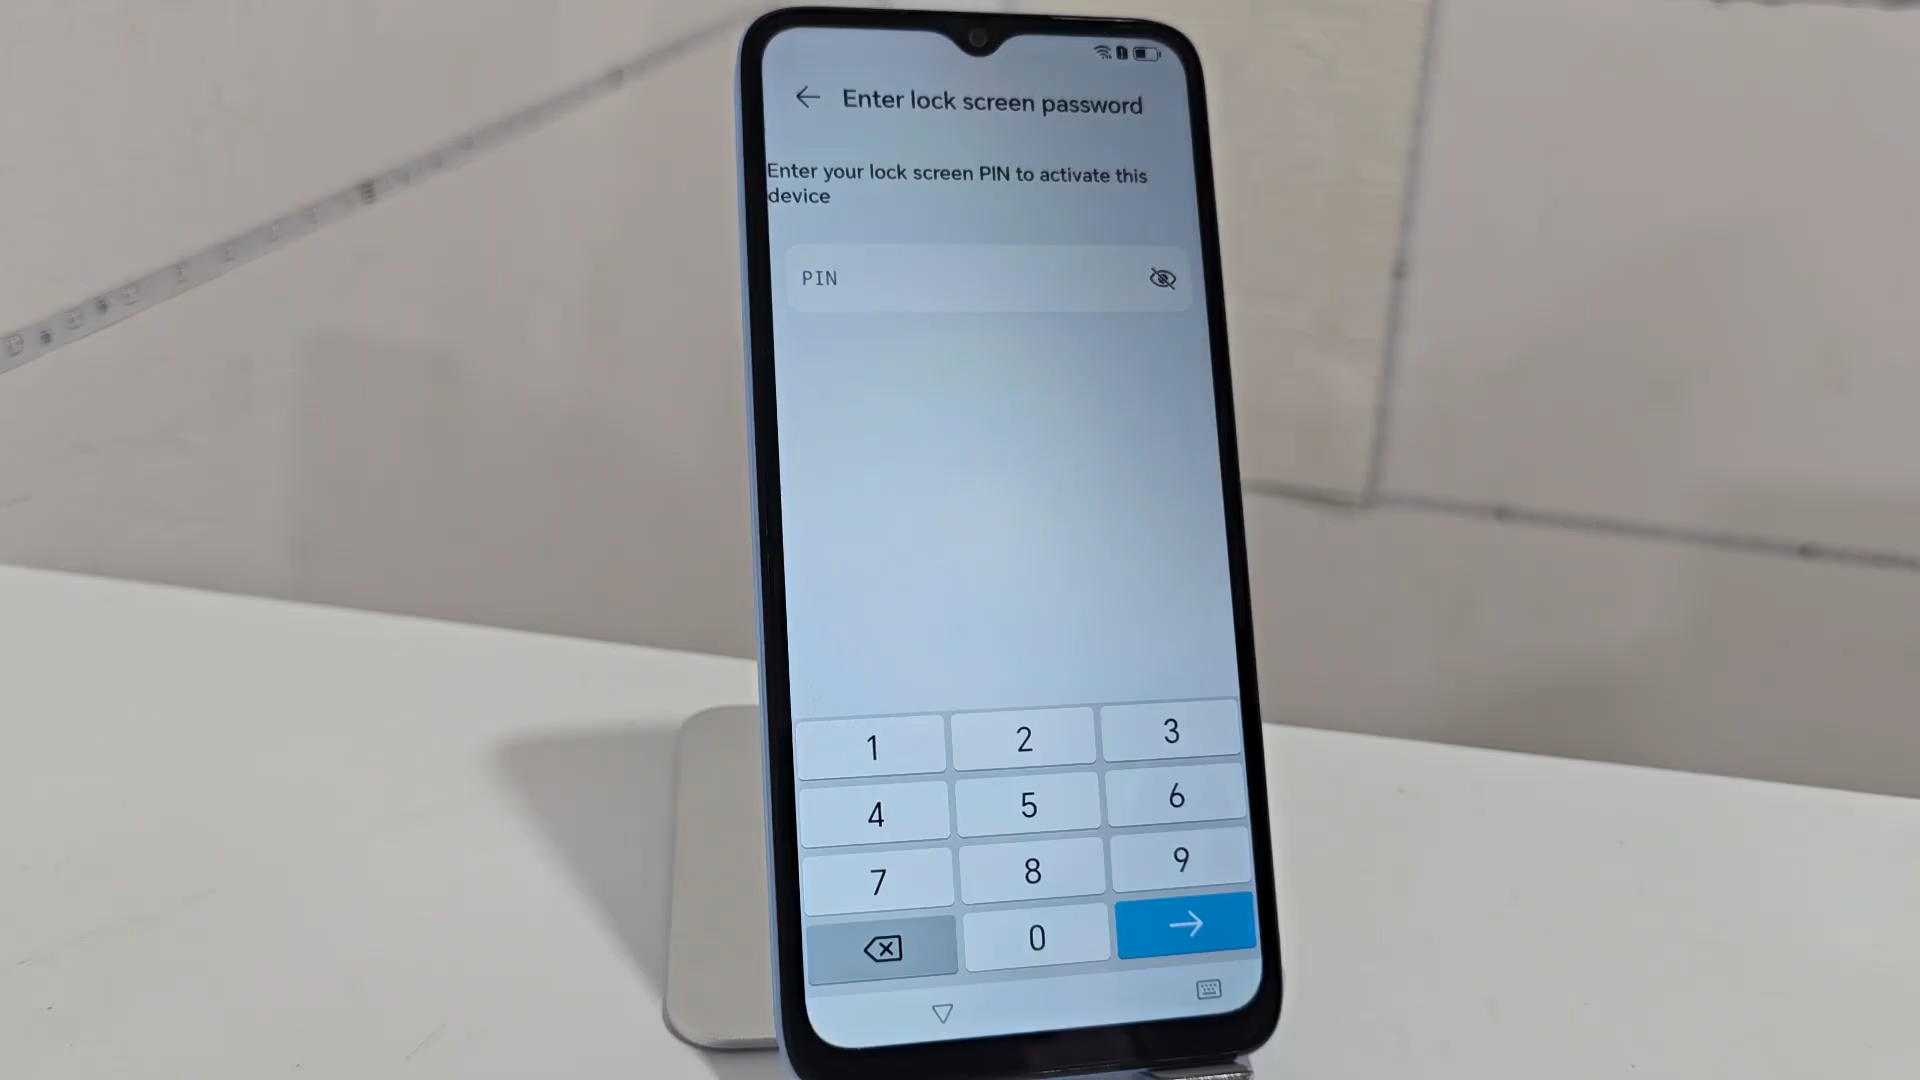 Enter lock screen password
Enter your lock screen PIN to activate this
device
PIN
1 2 3
4 5 6
7 8 9
0